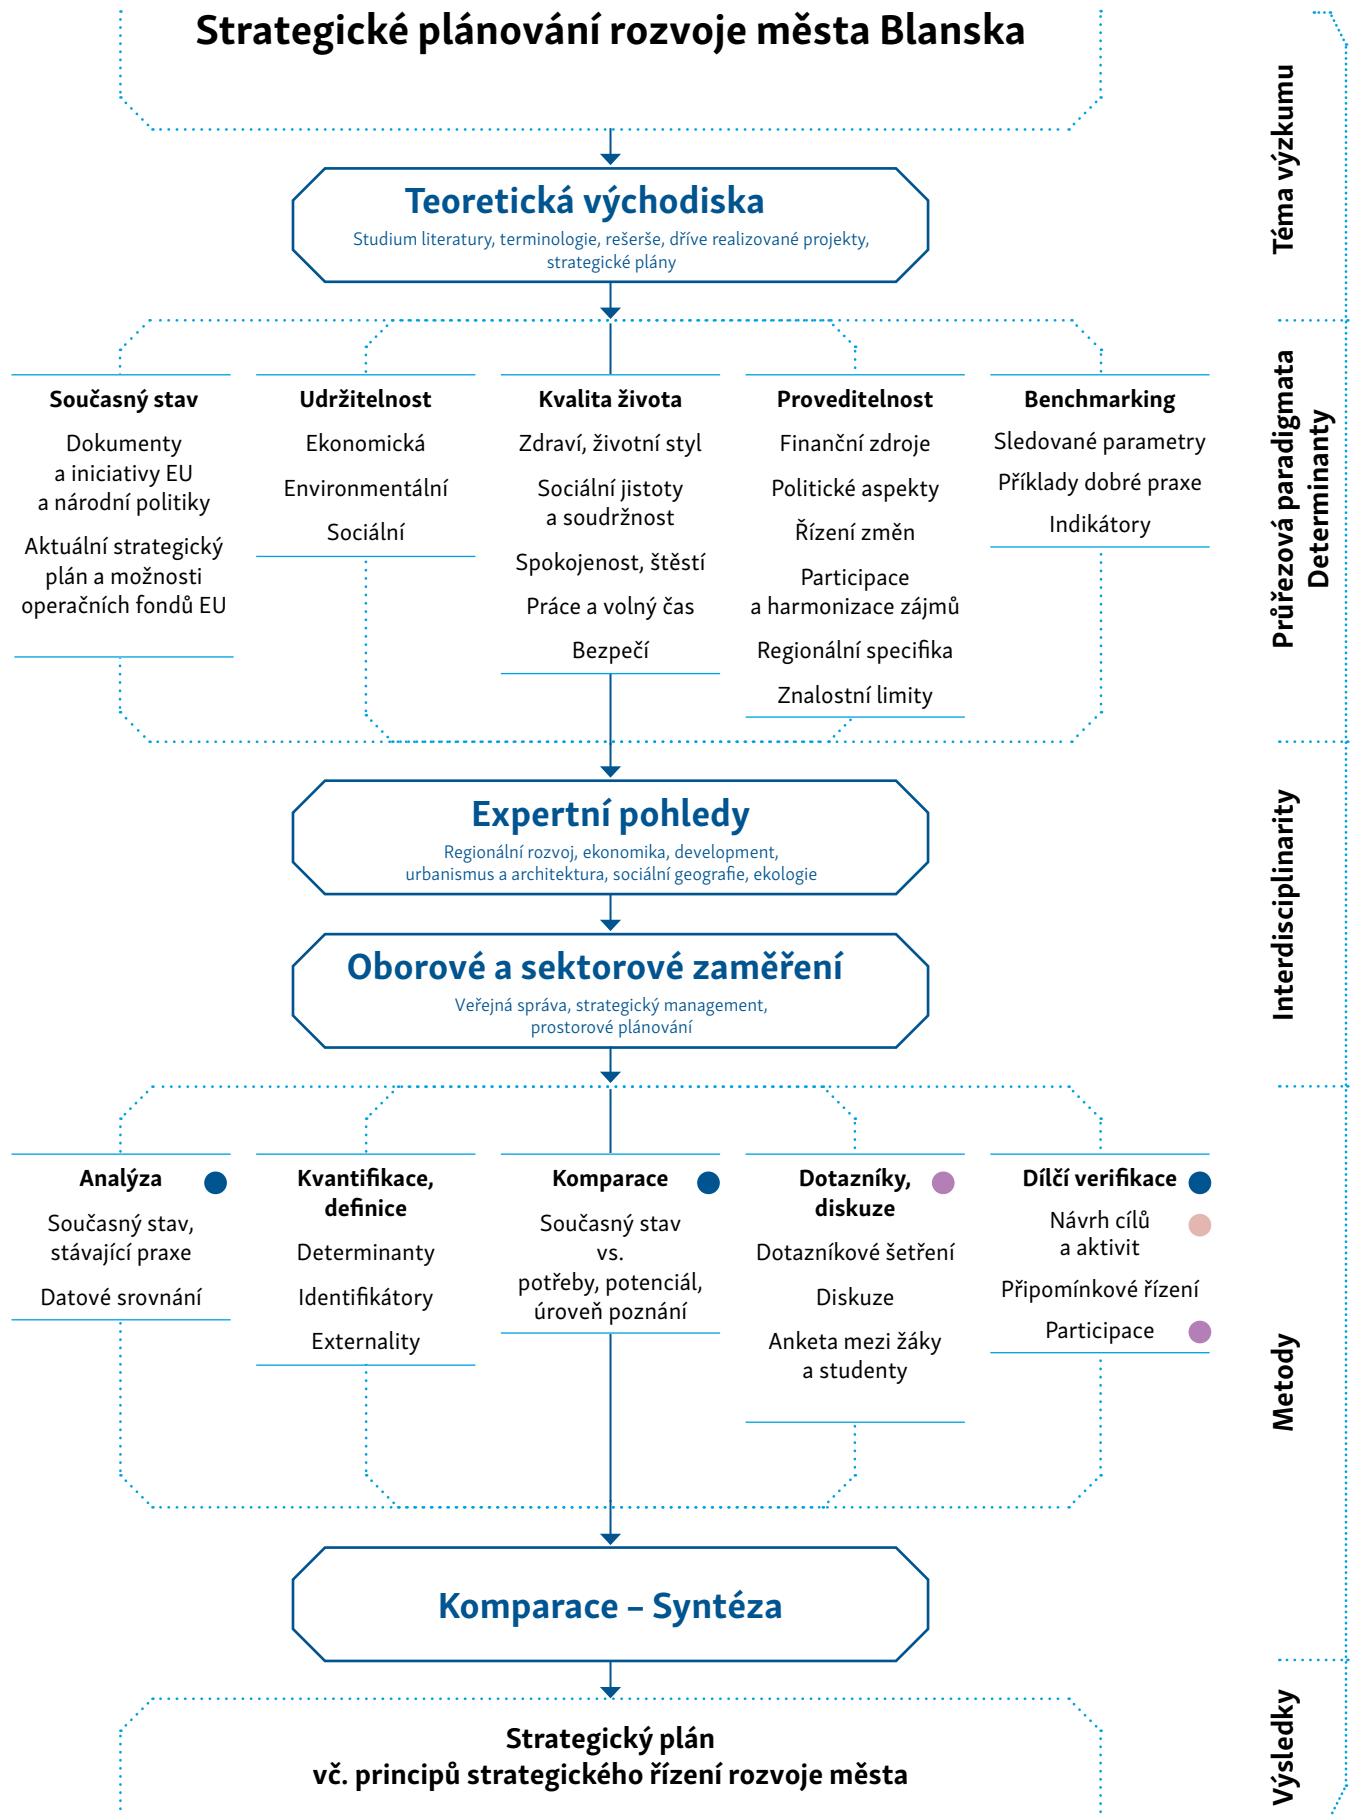 Strategické plánování rozvoje města Blanska
Teoretická východiska
Studium literatury, terminologie, rešerše, dříve realizované projekty,
strategické plány
Téma výzkumu
Současný stav
Dokumenty
a iniciativy EU
a národní politiky
Aktuální strategický
plán a možnosti
operačních fondů EU
Udržitelnost
Ekonomická
Environmentální
Sociální
Kvalita života
Zdraví, životní styl
Sociální jistoty
a soudržnost
Spokojenost, štěstí
Práce a volný čas
Bezpečí
Proveditelnost
Finanční zdroje
Politické aspekty
Řízení změn
Participace
a harmonizace zájmů
Regionální specifika
Znalostní limity
Benchmarking
Sledované parametry
Příklady dobré praxe
Indikátory
Průřezová paradigmata
Determinanty
Expertní pohledy
Regionální rozvoj, ekonomika, development,
urbanismus a architektura, sociální geografie, ekologie
Oborové a sektorové zaměření
Veřejná správa, strategický management,
prostorové plánování
Interdisciplinarity
Analýza
Současný stav,
stávající praxe
Datové srovnání
Kvantifikace,
definice
Determinanty
Identifikátory
Externality
Komparace
Současný stav
vs.
potřeby, potenciál,
úroveň poznání
Dotazníky,
diskuze
Dotazníkové šetření
Diskuze
Anketa mezi žáky
a studenty
Dílčí verifikace
Návrh cílů
a aktivit
Připomínkové řízení
Participace
Metody
Komparace – Syntéza
Strategický plán
vč. principů strategického řízení rozvoje města
Výsledky